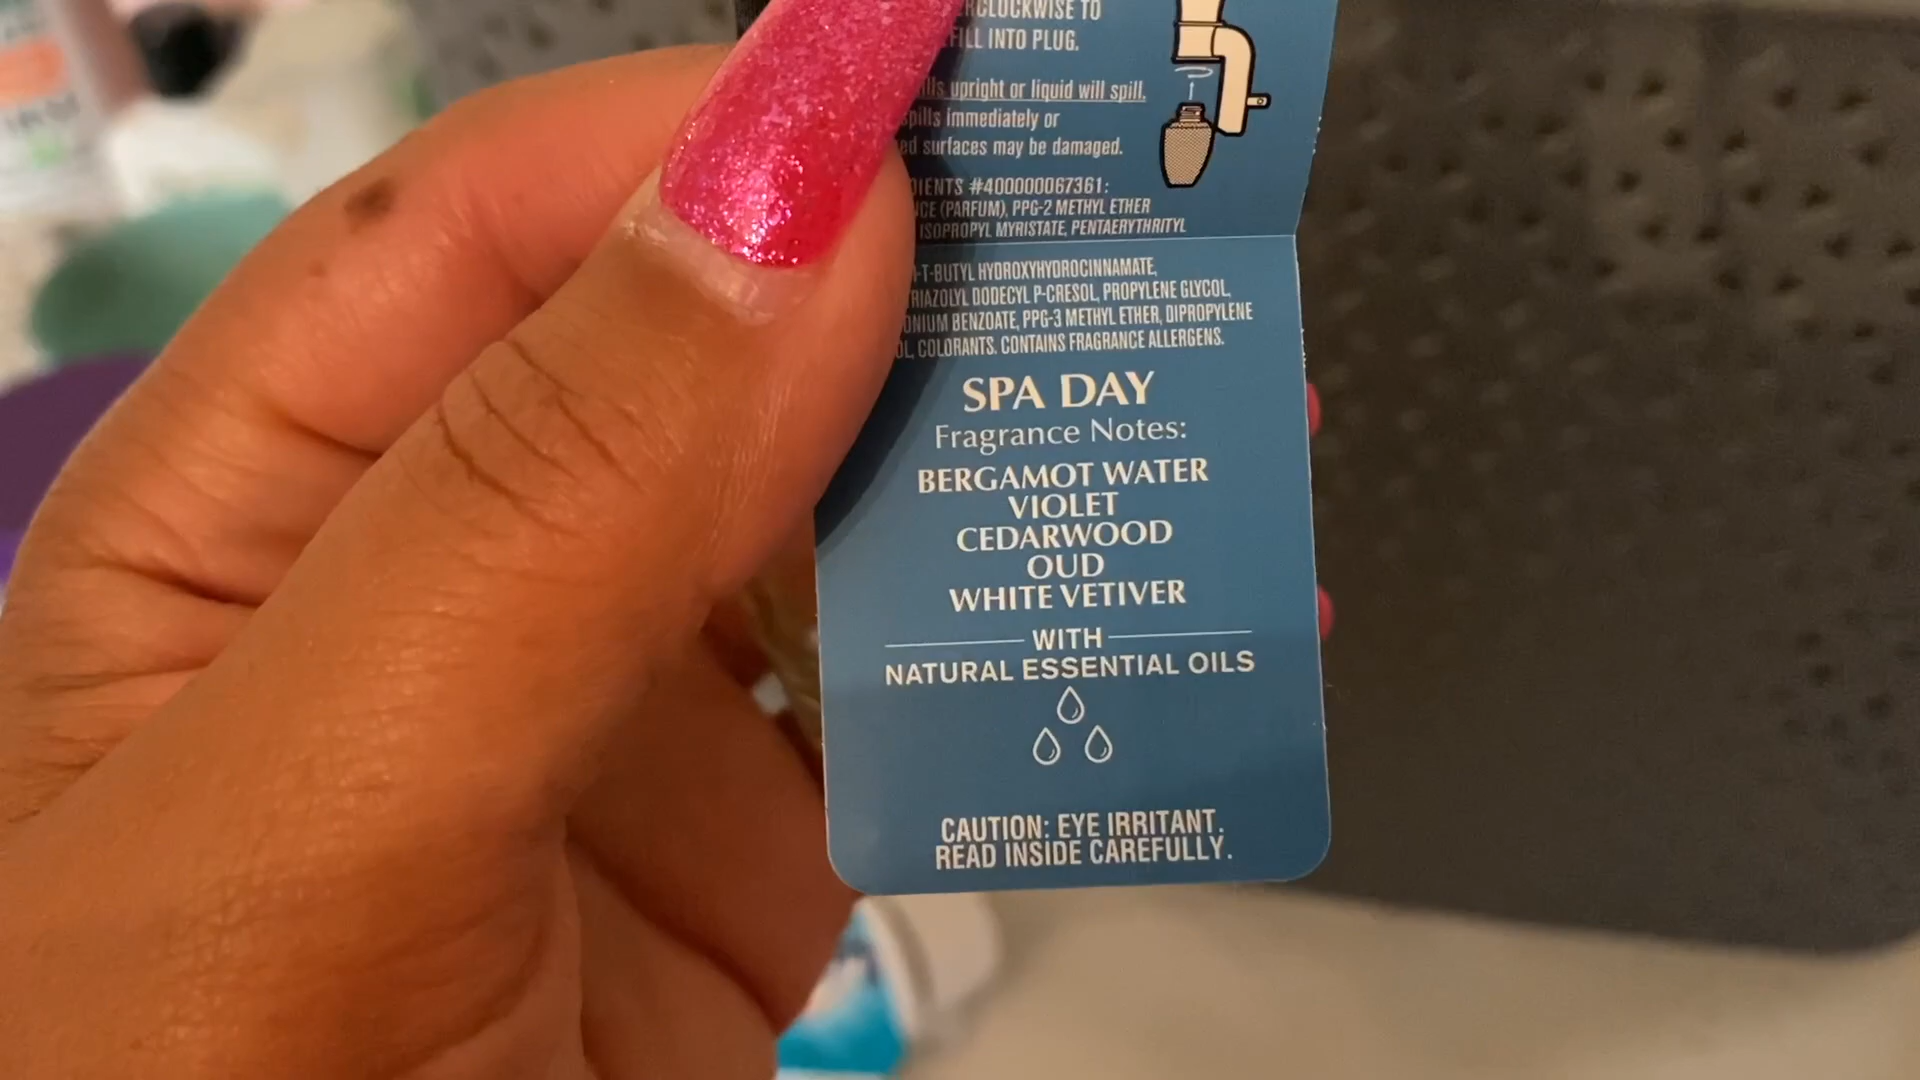 CLOCKWISE TO
INTO PLUG.
upright or liquid will spill.
spills immediately or
surfaces may be damaged.
#400000067361:
(PARFUM), PPG-2 METHYL ETHER
ISOPROPYL MYRISTATE, PENTAERYTHRITYL
-T-BUTYL HYDROXYHYDROCINNAMATE,
DODECYL P-CRESOL, PROPYLENE GLYCOL,
BENZOATE, PPG-3 METHYL ETHER, DIPROPYLENE
COLORANTS. CONTAINS FRAGRANCE ALLERGENS.
SPA DAY
Fragrance Notes:
BERGAMOT WATER
VIOLET
CEDARWOOD
OUD
WHITE VETIVER
WITH
NATURAL ESSENTIAL OILS
CAUTION: EYE IRRITANT.
READ INSIDE CAREFULLY.